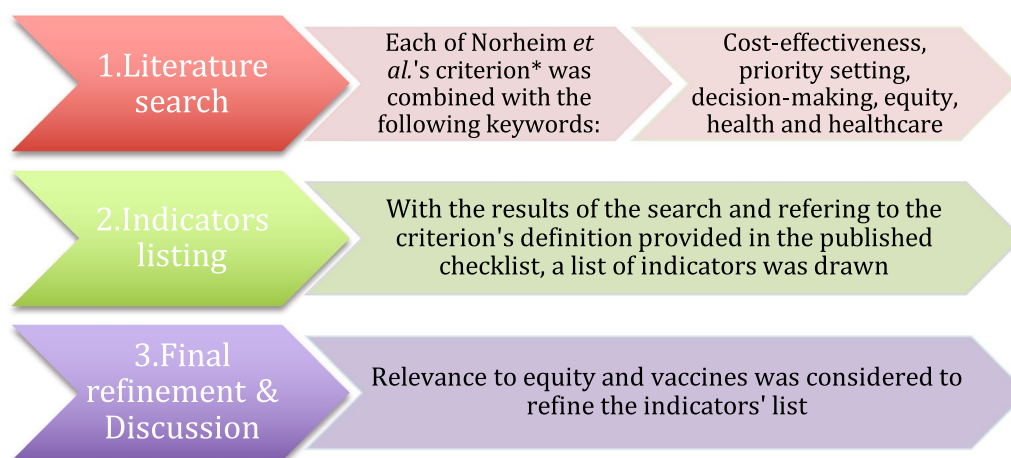 1.Literature
search
Each of Norheim et
al.'s criterion* was
combined with the
following keywords:
Cost-effectiveness,
priority setting,
decision-making, equity,
health and healthcare
2.Indicators
listing
With the results of the search and refering to the
criterion's definition provided in the published
checklist, a list of indicators was drawn
3.Final
refinement &
Discussion
Relevance to equity and vaccines was considered to
refine the indicators' list